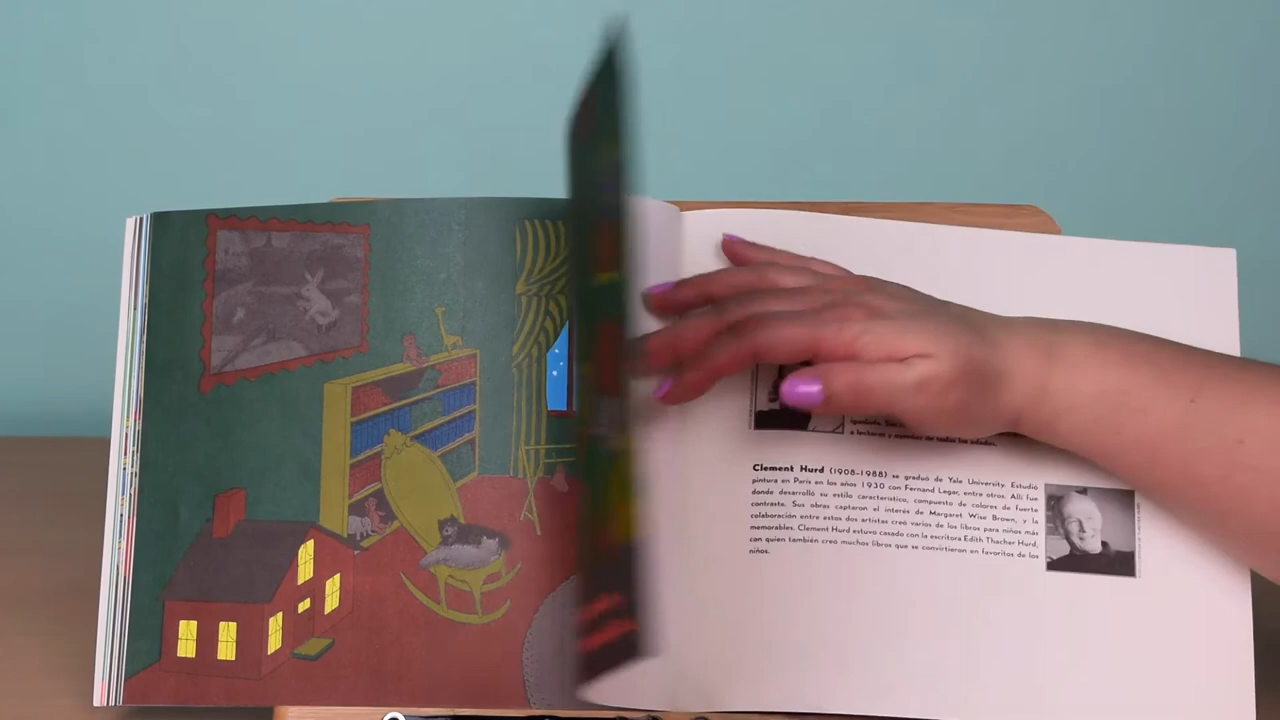 a lectores y oyentes de todas las edades.
Clement Hurd (1908-1988) se graduó de Yale University. Estudió
pintura en París en los años 1930 con Fernand Legar, entre otros. Allí fue
donde desarrolló su estilo característico, compuesto de colores de fuerte
contraste. Sus obras captaron el interés de Margaret Wise Brown, y la
colaboración entre estos dos artistas creó varios de los libros para niños más
memorables. Clement Hurd estuvo casado con la escritora Edith Thacher Hurd,
con quien también creó muchos libros que se convirtieron en favoritos de los
niños.